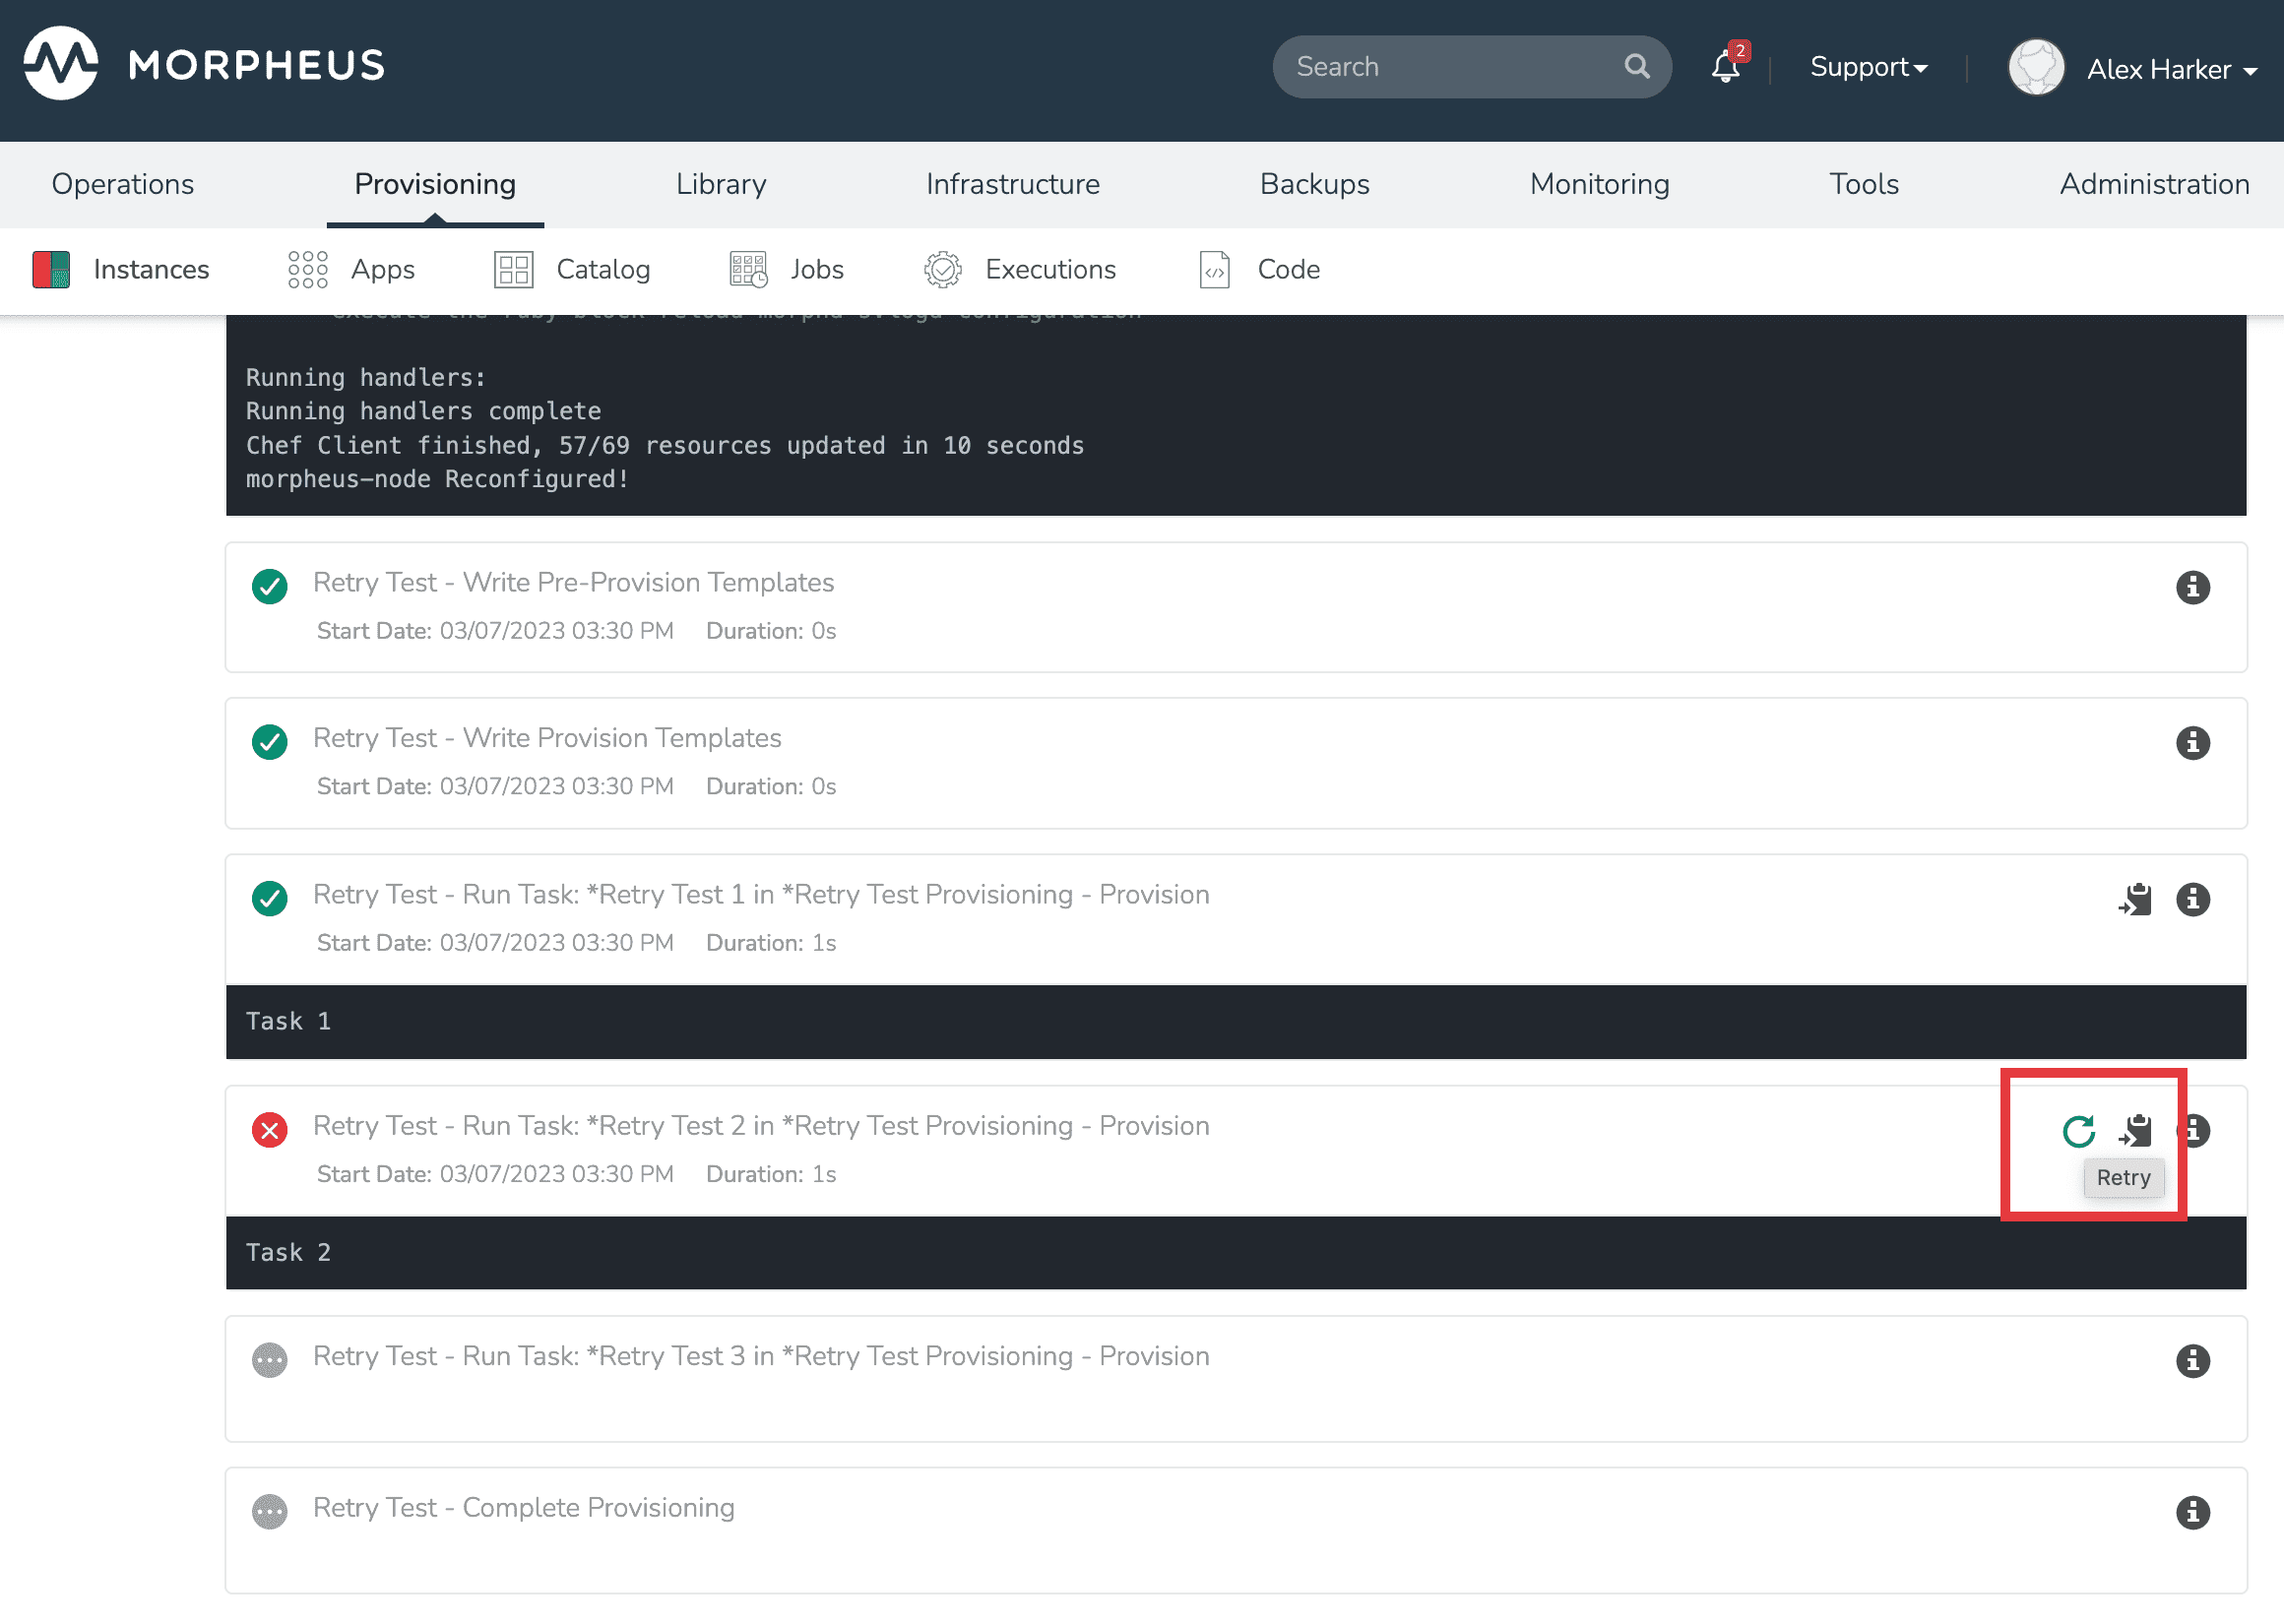 MORPHEUS
Search
2
Support
Alex Harker
Operations Provisioning Library Infrastructure Backups Monitoring Tools Administration
Instances Apps Catalog Jobs Executions Code
Running handlers:
Running handlers complete
Chef Client finished, 57/69 resources updated in 10 seconds
morpheus-node Reconfigured!
Retry Test - Write Pre-Provision Templates
Start Date: 03/07/2023 03:30 PM Duration: 0s
Retry Test - Write Provision Templates
Start Date: 03/07/2023 03:30 PM Duration: 0s
Retry Test - Run Task: *Retry Test 1 in *Retry Test Provisioning - Provision
Start Date: 03/07/2023 03:30 PM Duration: 1s
Task 1
Retry Test - Run Task: *Retry Test 2 in *Retry Test Provisioning - Provision
Start Date: 03/07/2023 03:30 PM Duration: 1s
Retry
Task 2
Retry Test - Run Task: *Retry Test 3 in *Retry Test Provisioning - Provision
Retry Test - Complete Provisioning